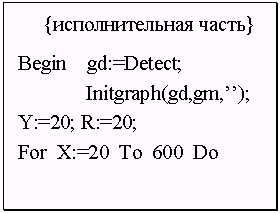 {исполнительная часть}
Begin gd:=Detect;
Initgraph(gd,gm,’’);
Y:=20; R:=20;
For X:=20 To 600 Do